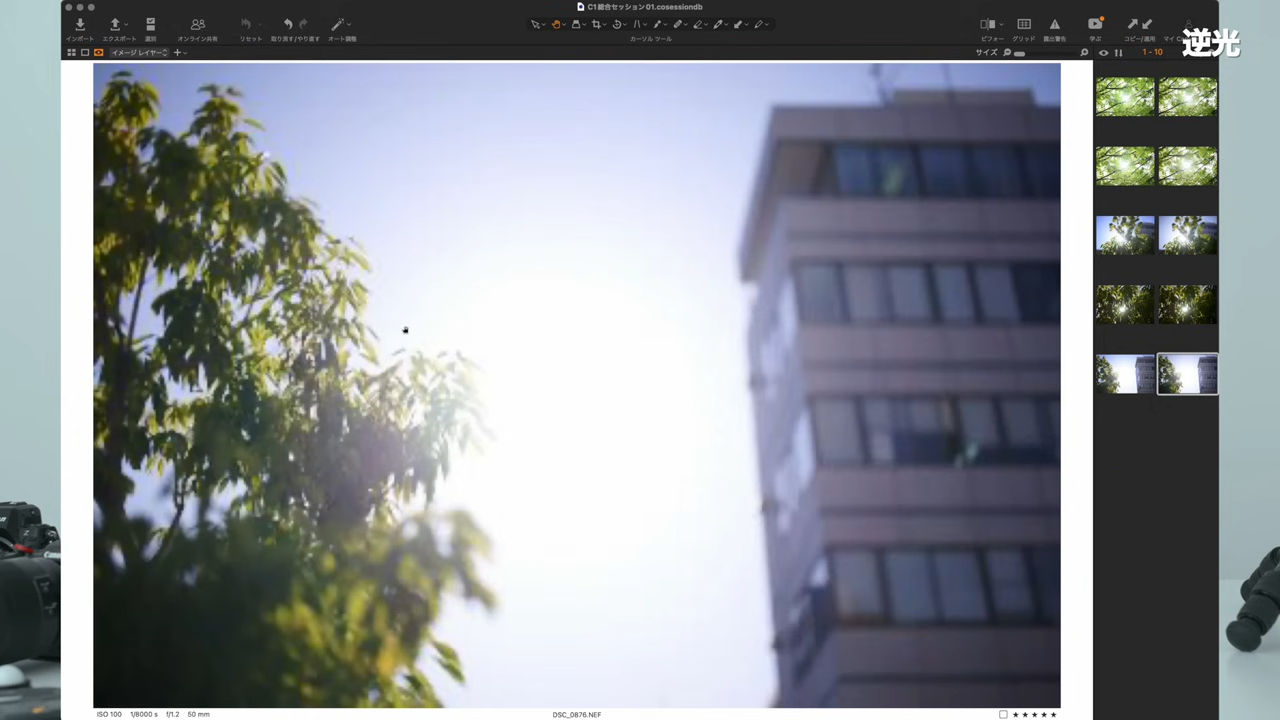 C1総合セッション01.cosessiondb
インポート
エクスポート
選別
オンライン共有
リセット
取り消す/やり直す
オート調整
カーソル ツール
ビフォー
グリッド
露出警告
学ぶ
コピー/適用
マイ C
逆光
イメージ レイヤー
サイズ
1 - 10
ISO 100 1/8000 s f/1.2 50 mm
DSC_0876.NEF
★★★★★